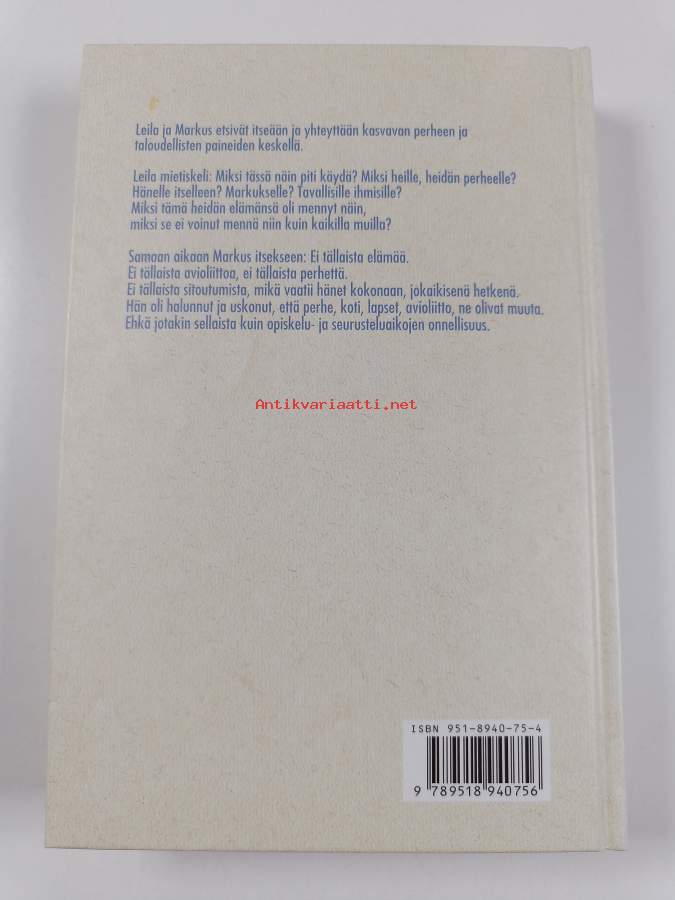 Leila ja Markus etsivät itseään ja yhteyttään kasvavan perheen ja
taloudellisten paineiden keskellä.
Leila mietiskeli: Miksi tässä näin piti käydä? Miksi heille, heidän perheelle?
Hänelle itselleen? Markukselle? Tavallisille ihmisille?
Miksi tämä heidän elämänsä oli mennyt näin,
miksi se ei voinut mennä niin kuin kaikilla muilla?
Samaan aikaan Markus itsekseen: Ei tällaista elämää.
Ei tällaista avioliittoa, ei tällaista perhettä.
Ei tällaista sitoutumista, mikä vaatii hänet kokonaan, jokaikisenä hetkenä.
Hän oli halunnut ja uskonut, että perhe, koti, lapset, avioliitto, ne olivat muuta.
Ehkä jotakin sellaista kuin opiskelu- ja seurusteluaikojen onnellisuus.
Antikvariaatti.net
ISBN 951-8940-75-4
9 789518 940756